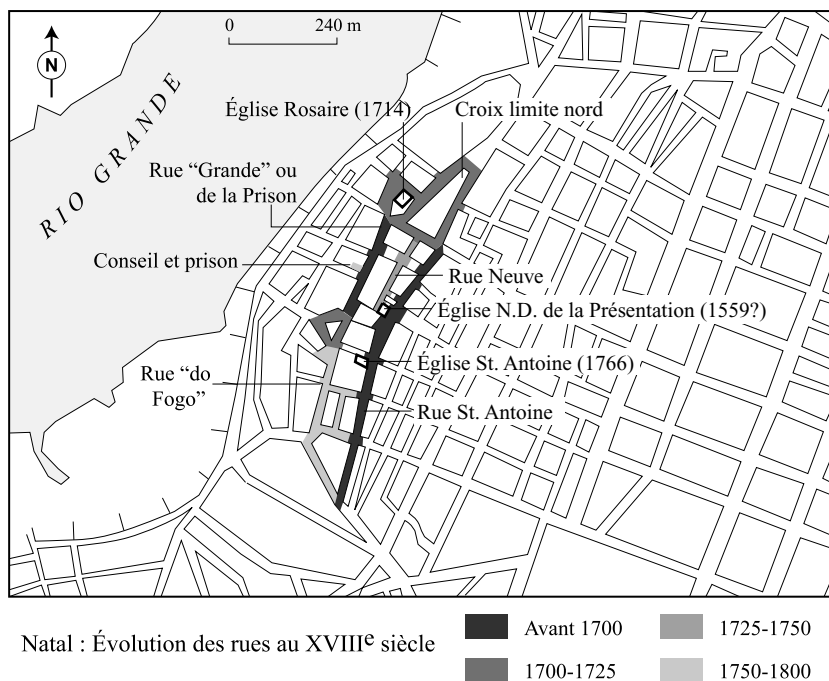 0 240 m
N
RIO GRANDE
Église Rosaire (1714)
Croix limite nord
Rue “Grande” ou
de la Prison
Conseil et prison
Rue Neuve
Église N.D. de la Présentation (1559?)
Église St. Antoine (1766)
Rue “do
Fogo”
Rue St. Antoine
Natal : Évolution des rues au XVIIIe siècle
Avant 1700
1725-1750
1700-1725
1750-1800